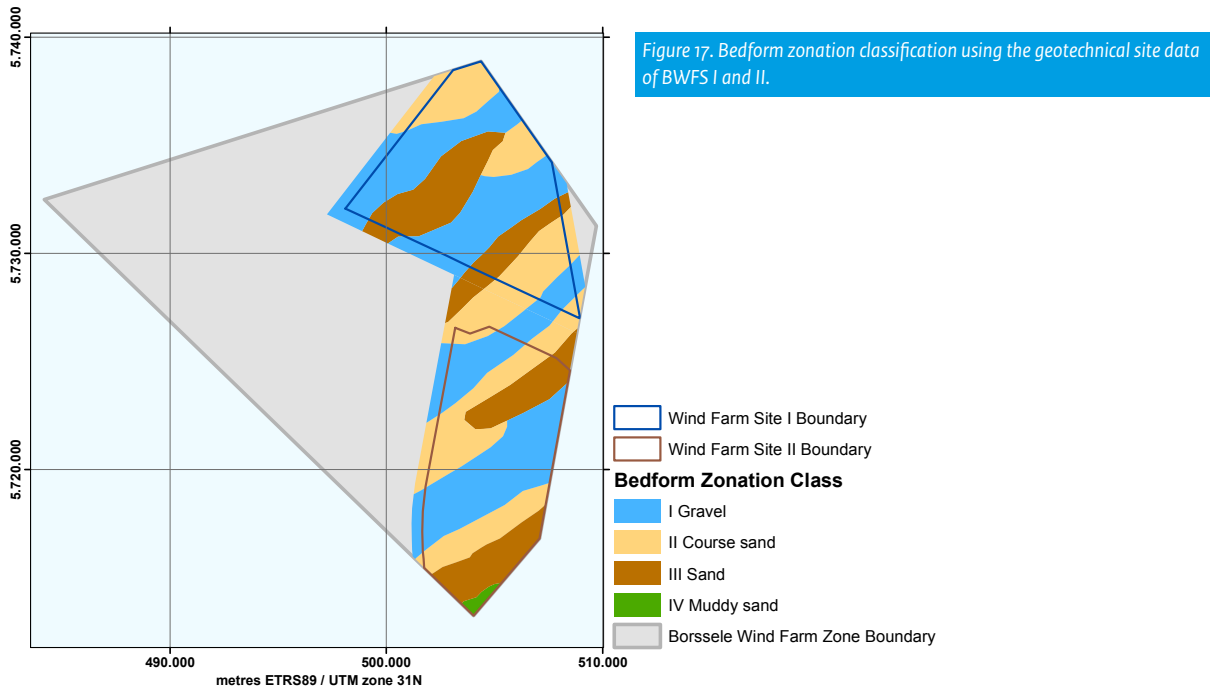 5.740.000
5.730.000
5.720.000
490.000
500.000
510.000
metres ETRS89 / UTM zone 31N
Figure 17. Bedform zonation classification using the geotechnical site data
of BWFS I and II.
Wind Farm Site I Boundary
Wind Farm Site II Boundary
Bedform Zonation Class
I Gravel
II Course sand
III Sand
IV Muddy sand
Borssele Wind Farm Zone Boundary